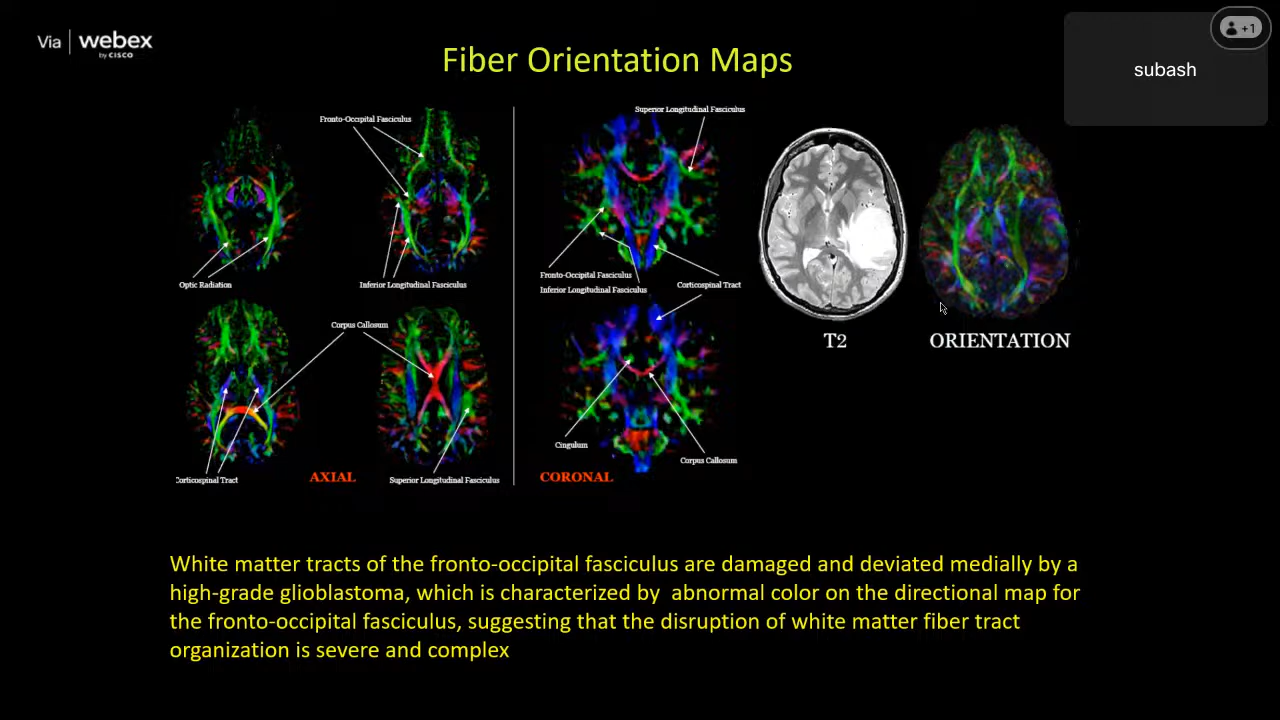 Via webex
by CISCO
+1
subash
Fiber Orientation Maps
Superior Longitudinal Fasciculus
Fronto-Occipital Fasciculus
Optic Radiation
Inferior Longitudinal Fasciculus
Fronto-Occipital Fasciculus
Inferior Longitudinal Fasciculus
Corticospinal Tract
T2
ORIENTATION
Corpus Callosum
Cingulum
Corpus Callosum
Corticospinal Tract
AXIAL
Superior Longitudinal Fasciculus
CORONAL
White matter tracts of the fronto-occipital fasciculus are damaged and deviated medially by a
high-grade glioblastoma, which is characterized by abnormal color on the directional map for
the fronto-occipital fasciculus, suggesting that the disruption of white matter fiber tract
organization is severe and complex